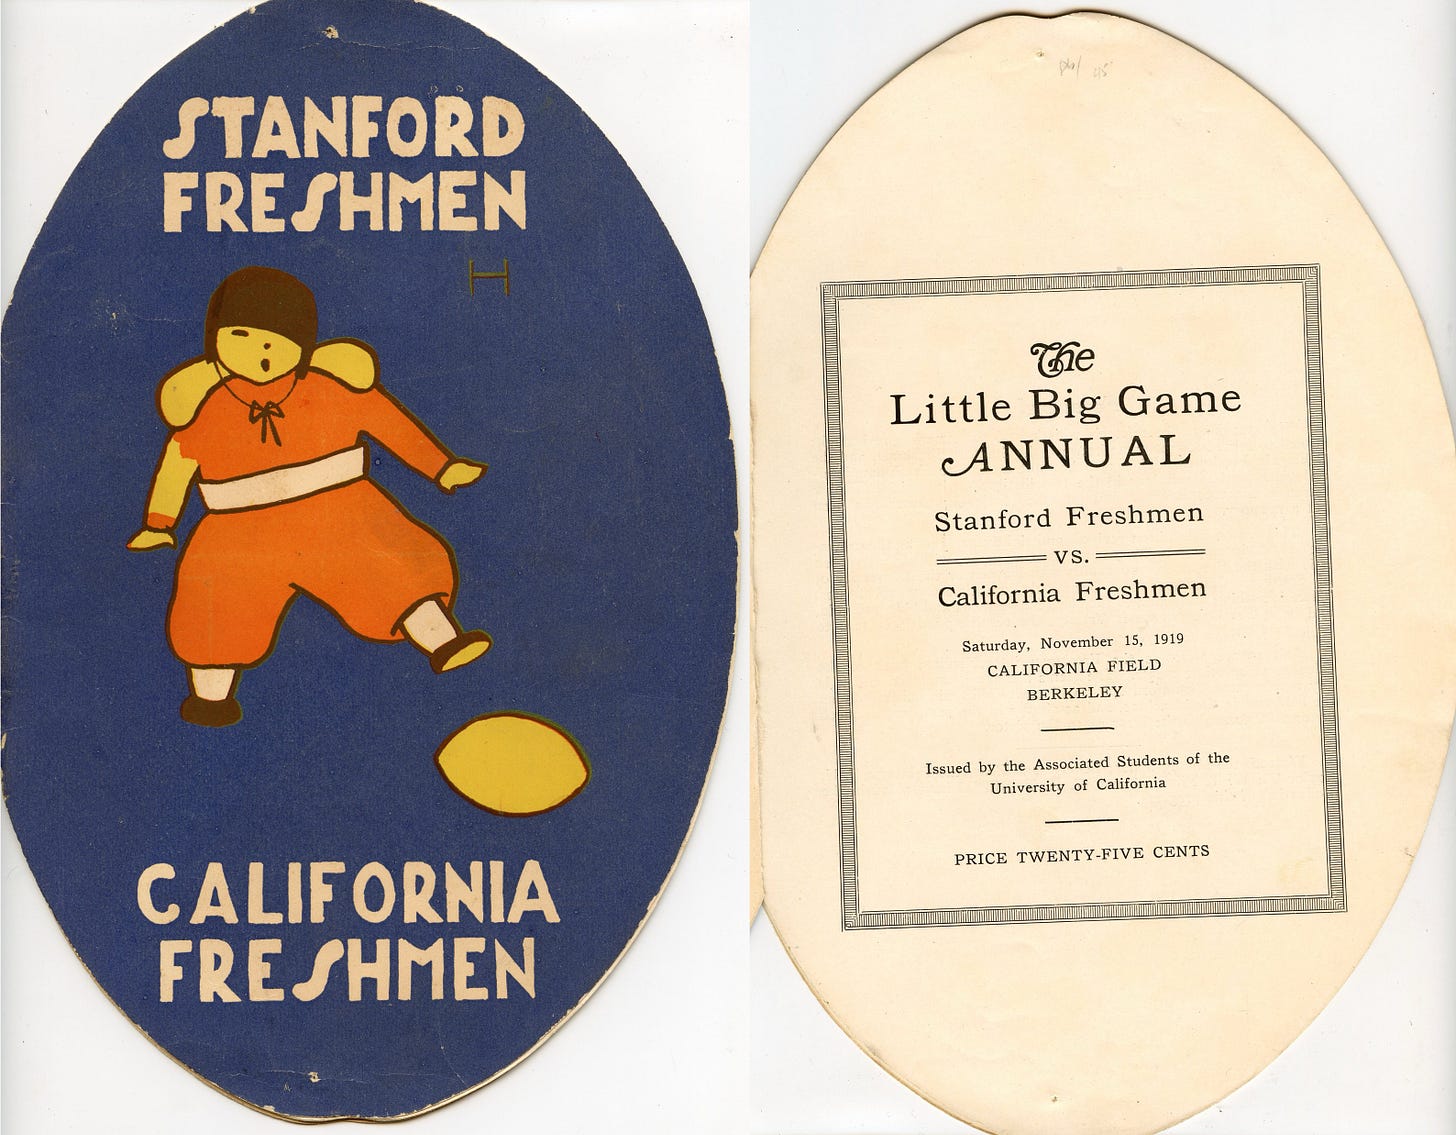 STANFORD
FRESHMEN
CALIFORNIA
FRESHMEN
The
Little Big Game
ANNUAL
Stanford Freshmen
VS.
California Freshmen
Saturday, November 15, 1919
CALIFORNIA FIELD
BERKELEY
Issued by the Associated Students of the
University of California
PRICE TWENTY-FIVE CENTS